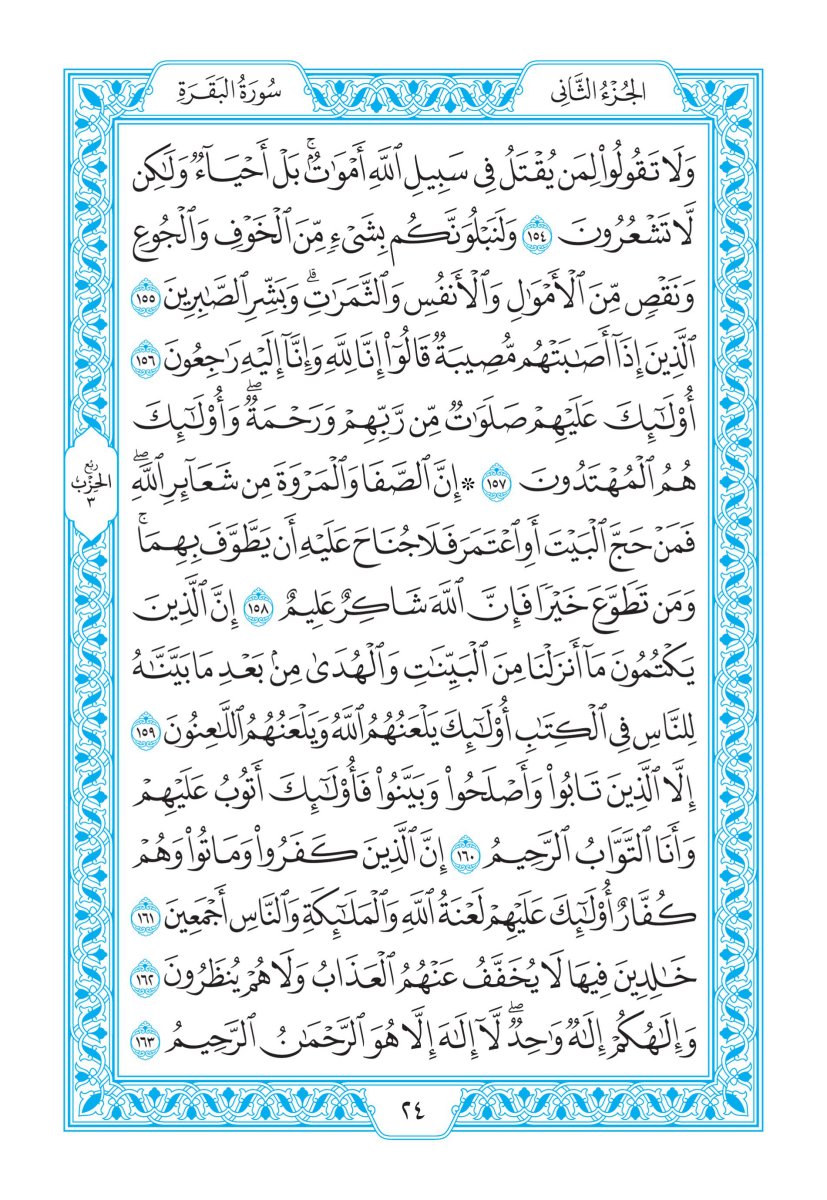 الجُزْءُ الثَّانِي
سُورَةُ البَقَرَةِ
وَلَا تَقُولُوا۟ لِمَن يُقْتَلُ فِى سَبِيلِ ٱللَّهِ أَمْوَٰتٌۢ ۚ بَلْ أَحْيَآءٌ وَلَـٰكِن
لَّا تَشْعُرُونَ ١٥٤ وَلَنَبْلُوَنَّكُم بِشَىْءٍ مِّنَ ٱلْخَوْفِ وَٱلْجُوعِ
وَنَقْصٍ مِّنَ ٱلْأَمْوَٰلِ وَٱلْأَنفُسِ وَٱلثَّمَرَٰتِ ۗ وَبَشِّرِ ٱلصَّـٰبِرِينَ ١٥٥
ٱلَّذِينَ إِذَآ أَصَـٰبَتْهُم مُّصِيبَةٌ قَالُوٓا۟ إِنَّا لِلَّهِ وَإِنَّآ إِلَيْهِ رَٰجِعُونَ ١٥٦
أُو۟لَـٰٓئِكَ عَلَيْهِمْ صَلَوَٰتٌ مِّن رَّبِّهِمْ وَرَحْمَةٌ ۖ وَأُو۟لَـٰٓئِكَ
هُمُ ٱلْمُهْتَدُونَ ١٥٧ * إِنَّ ٱلصَّفَا وَٱلْمَرْوَةَ مِن شَعَآئِرِ ٱللَّهِ ۖ
فَمَنْ حَجَّ ٱلْبَيْتَ أَوِ ٱعْتَمَرَ فَلَا جُنَاحَ عَلَيْهِ أَن يَطَّوَّفَ بِهِمَا ۚ
وَمَن تَطَوَّعَ خَيْرًا فَإِنَّ ٱللَّهَ شَاكِرٌ عَلِيمٌ ١٥٨ إِنَّ ٱلَّذِينَ
يَكْتُمُونَ مَآ أَنزَلْنَا مِنَ ٱلْبَيِّنَـٰتِ وَٱلْهُدَىٰ مِنۢ بَعْدِ مَا بَيَّنَّـٰهُ
لِلنَّاسِ فِى ٱلْكِتَـٰبِ أُو۟لَـٰٓئِكَ يَلْعَنُهُمُ ٱللَّهُ وَيَلْعَنُهُمُ ٱللَّـٰعِنُونَ ١٥٩
إِلَّا ٱلَّذِينَ تَابُوا۟ وَأَصْلَحُوا۟ وَبَيَّنُوا۟ فَأُو۟لَـٰٓئِكَ أَتُوبُ عَلَيْهِمْ
وَأَنَا ٱلتَّوَّابُ ٱلرَّحِيمُ ١٦٠ إِنَّ ٱلَّذِينَ كَفَرُوا۟ وَمَاتُوا۟ وَهُمْ
كُفَّارٌ أُو۟لَـٰٓئِكَ عَلَيْهِمْ لَعْنَةُ ٱللَّهِ وَٱلْمَلَـٰٓئِكَةِ وَٱلنَّاسِ أَجْمَعِينَ ١٦١
خَـٰلِدِينَ فِيهَا لَا يُخَفَّفُ عَنْهُمُ ٱلْعَذَابُ وَلَا هُمْ يُنظَرُونَ ١٦٢
وَإِلَـٰهُكُمْ إِلَـٰهٌ وَٰحِدٌ ۖ لَّآ إِلَـٰهَ إِلَّا هُوَ ٱلرَّحْمَـٰنُ ٱلرَّحِيمُ ١٦٣
ربع
الحِزْب
٣
٢٤